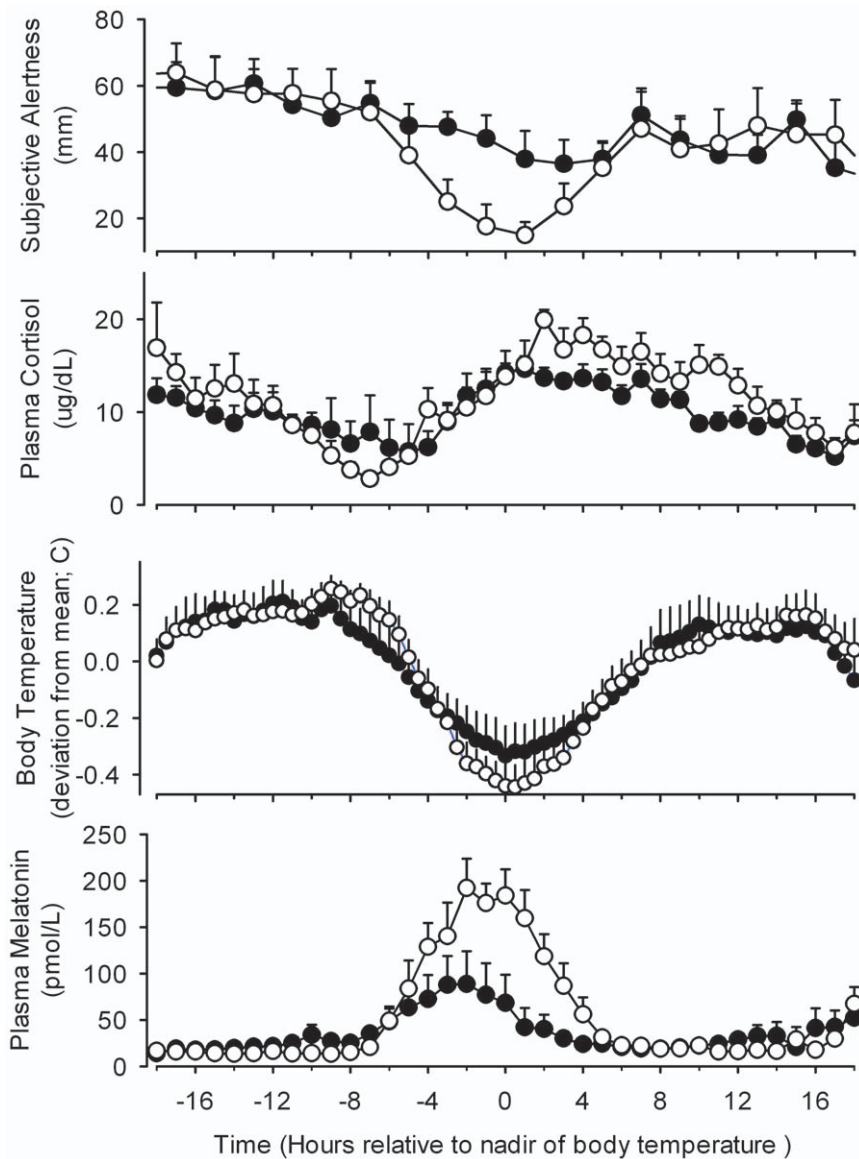 Subjective Alertness
(mm)
80
60
40
20
Plasma Cortisol
(ug/dL)
20
10
0
Body Temperature
(deviation from mean; C)
0.2
0.0
-0.2
-0.4
Plasma Melatonin
(pmol/L)
250
200
150
100
50
0
-16 -12 -8 -4 0 4 8 12 16
Time (Hours relative to nadir of body temperature )